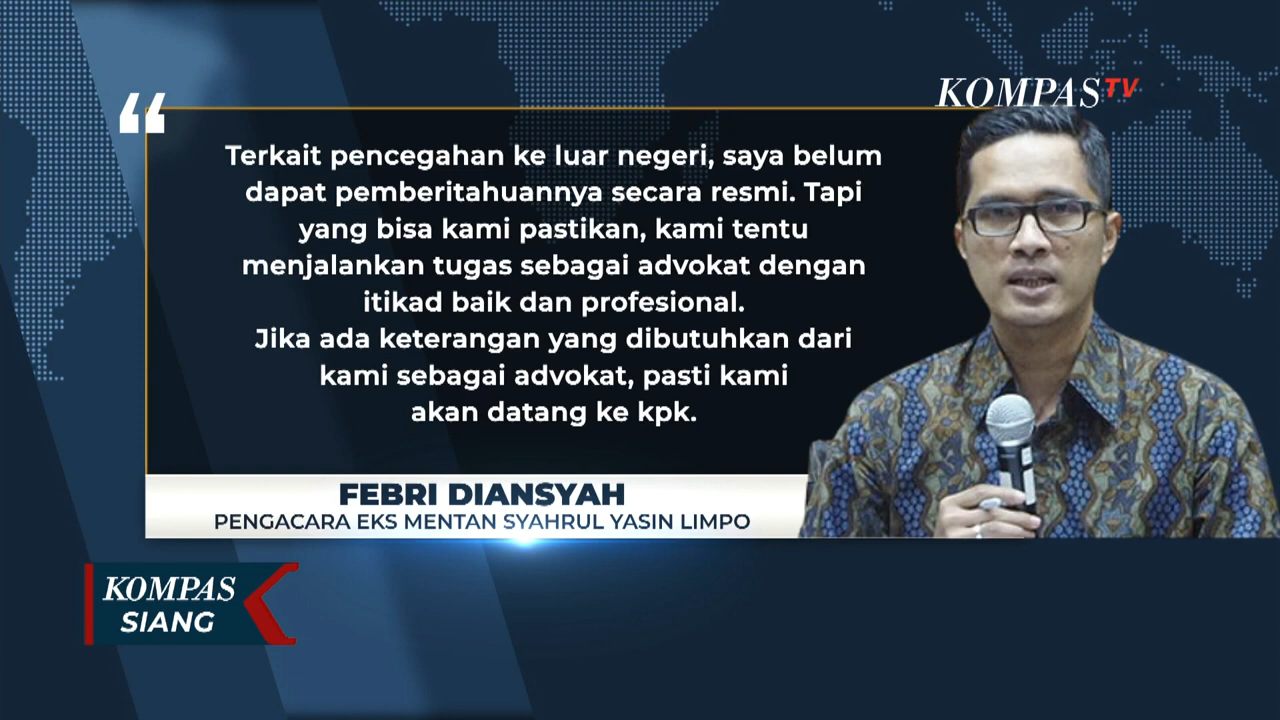 KOMPAS TV
“
Terkait pencegahan ke luar negeri, saya belum
dapat pemberitahuannya secara resmi. Tapi
yang bisa kami pastikan, kami tentu
menjalankan tugas sebagai advokat dengan
itikad baik dan profesional.
Jika ada keterangan yang dibutuhkan dari
kami sebagai advokat, pasti kami
akan datang ke kpk.
FEBRI DIANSYAH
PENGACARA EKS MENTAN SYAHRUL YASIN LIMPO
KOMPAS
SIANG